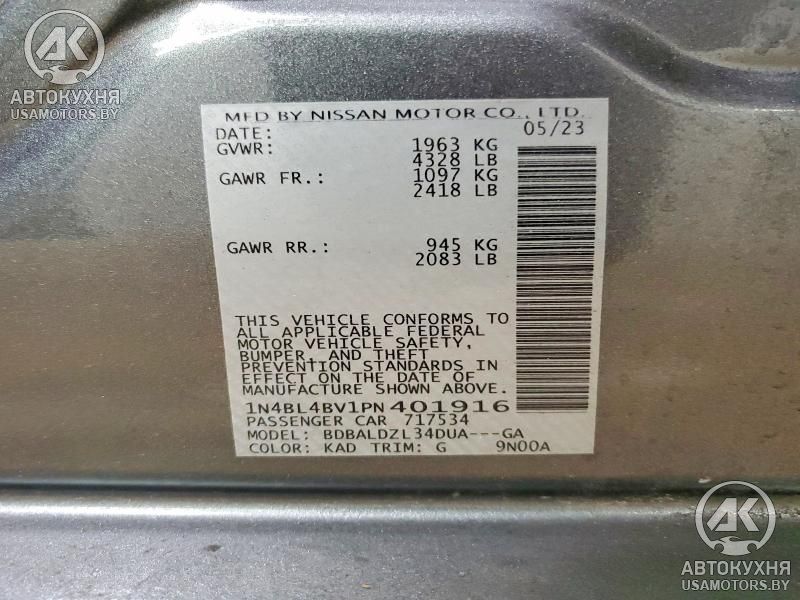 AK
АВТОКУХНЯ
USAMOTORS.BY
MFD BY NISSAN MOTOR CO., LTD.
DATE: 05/23
GVWR: 1963 KG
4328 LB
GAWR FR.: 1097 KG
2418 LB
GAWR RR.: 945 KG
2083 LB
THIS VEHICLE CONFORMS TO
ALL APPLICABLE FEDERAL
MOTOR VEHICLE SAFETY,
BUMPER, AND THEFT
PREVENTION STANDARDS IN
EFFECT ON THE DATE OF
MANUFACTURE SHOWN ABOVE.
1N4BL4BV1PN401916
PASSENGER CAR 717534
MODEL: BDBALDZL34DUA---GA
COLOR: KAD TRIM: G 9N00A
AK
АВТОКУХНЯ
USAMOTORS.BY